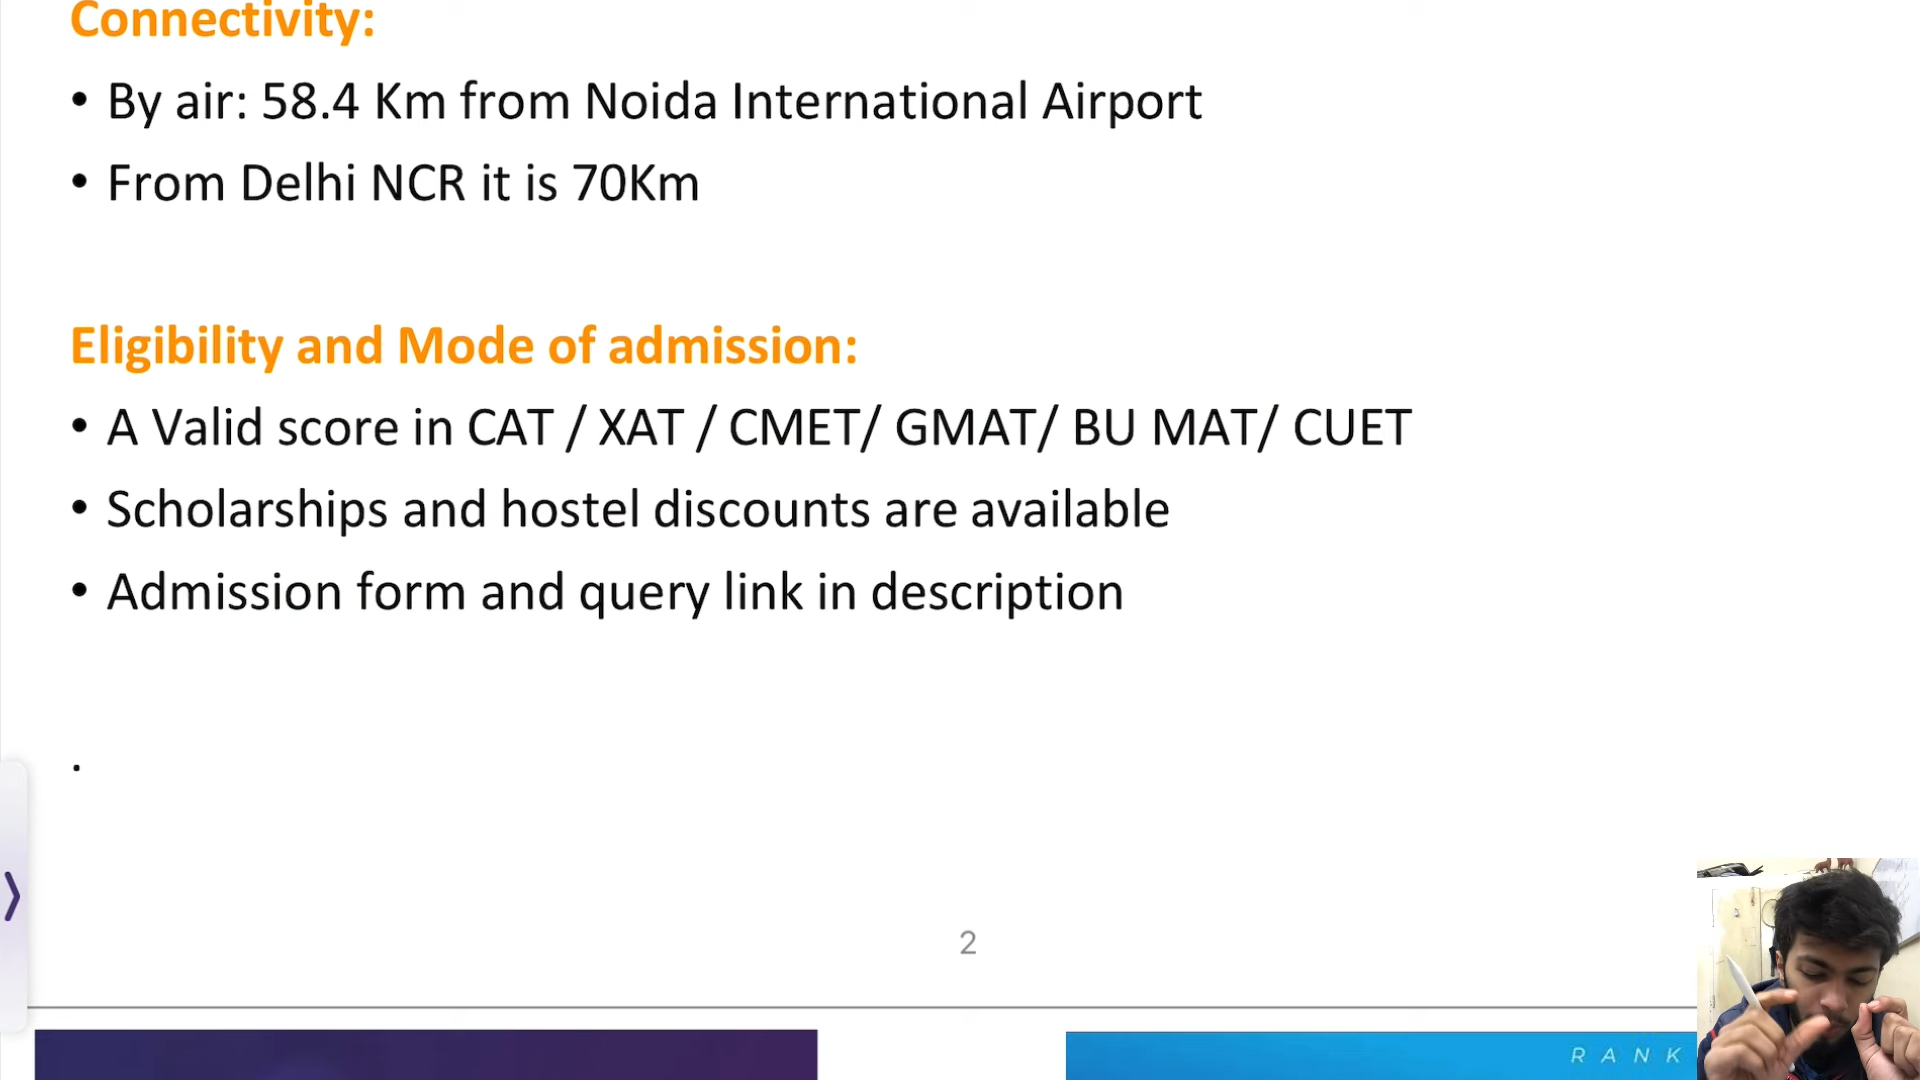 Connectivity:
• By air: 58.4 Km from Noida International Airport
• From Delhi NCR it is 70Km
Eligibility and Mode of admission:
• A Valid score in CAT / XAT / CMET/ GMAT/ BU MAT/ CUET
• Scholarships and hostel discounts are available
• Admission form and query link in description
.
2
RANK